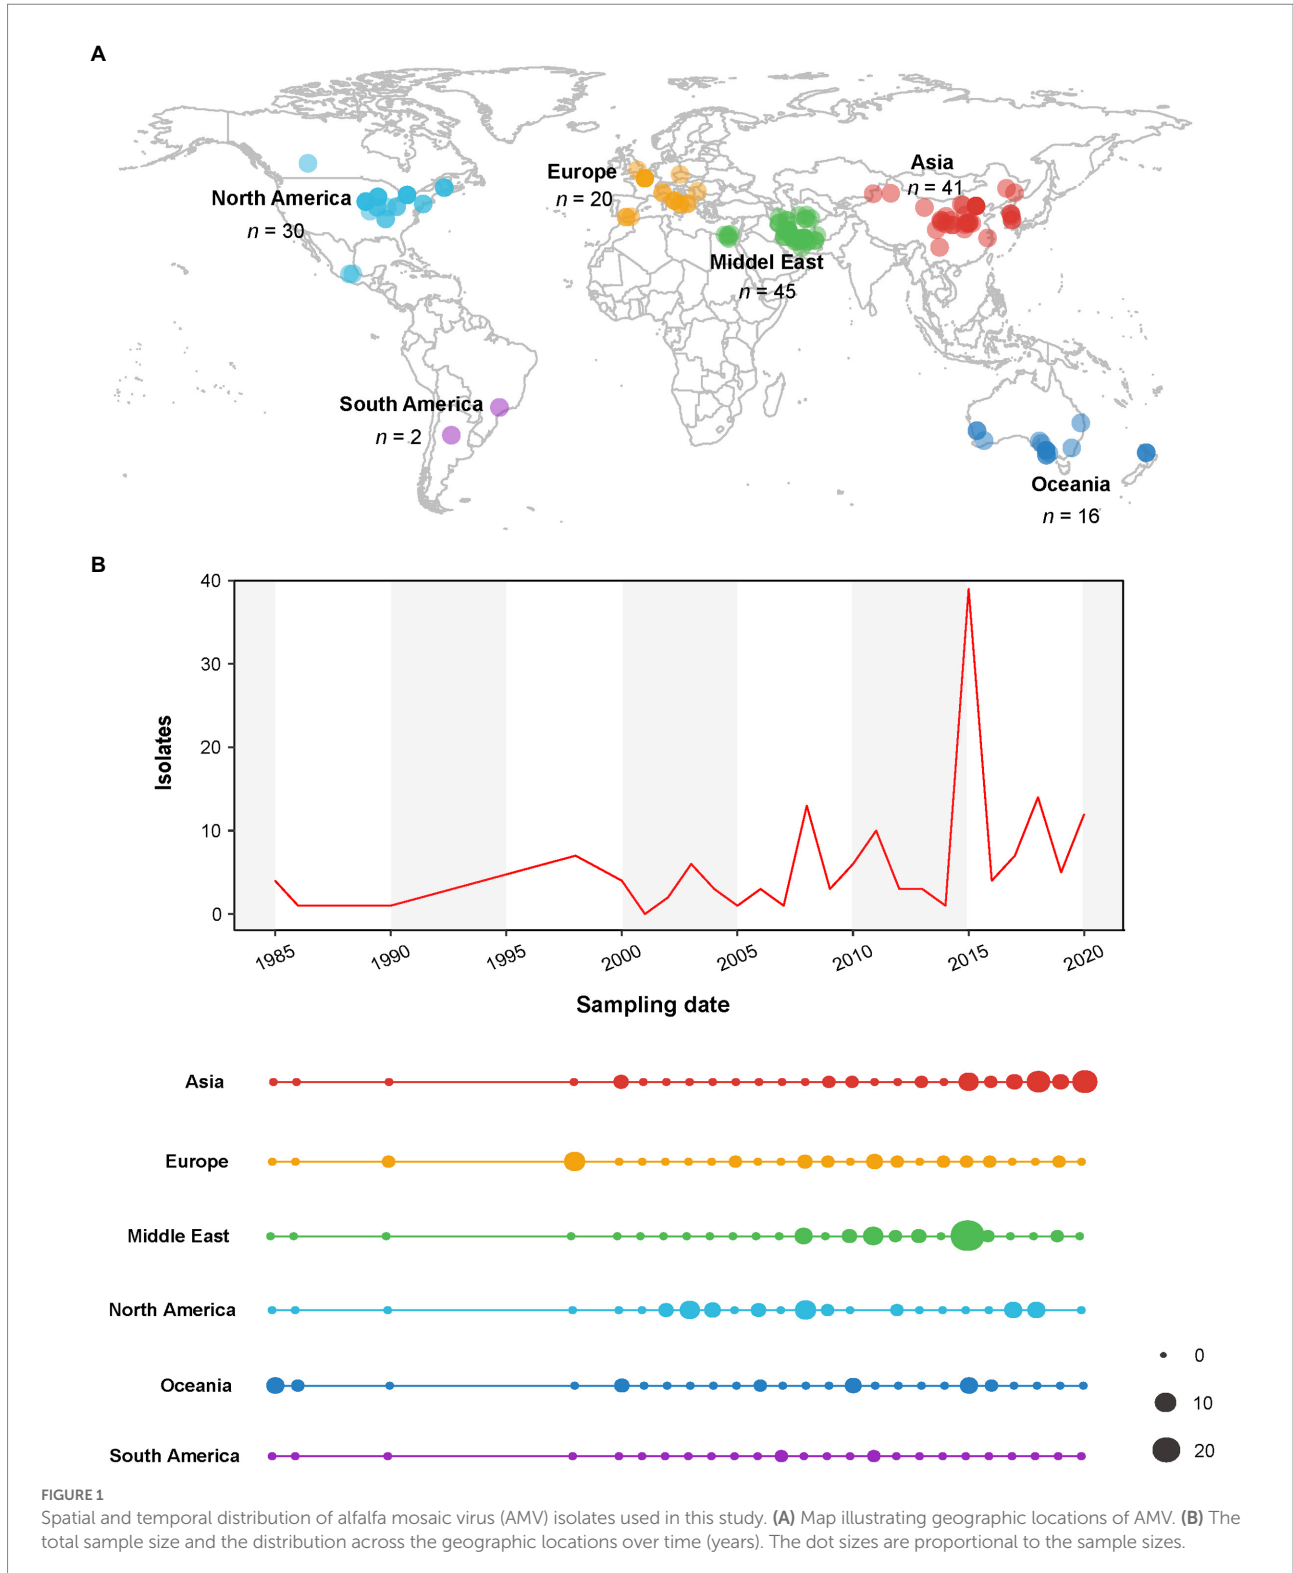 A
North America
n = 30
Europe
n = 20
Asia
n = 41
Middel East
n = 45
South America
n = 2
Oceania
n = 16
B
40
30
20
10
0
Isolates
1985 1990 1995 2000 2005 2010 2015 2020
Sampling date
Asia
Europe
Middle East
North America
Oceania
South America
0
10
20
FIGURE 1
Spatial and temporal distribution of alfalfa mosaic virus (AMV) isolates used in this study. (A) Map illustrating geographic locations of AMV. (B) The
total sample size and the distribution across the geographic locations over time (years). The dot sizes are proportional to the sample sizes.